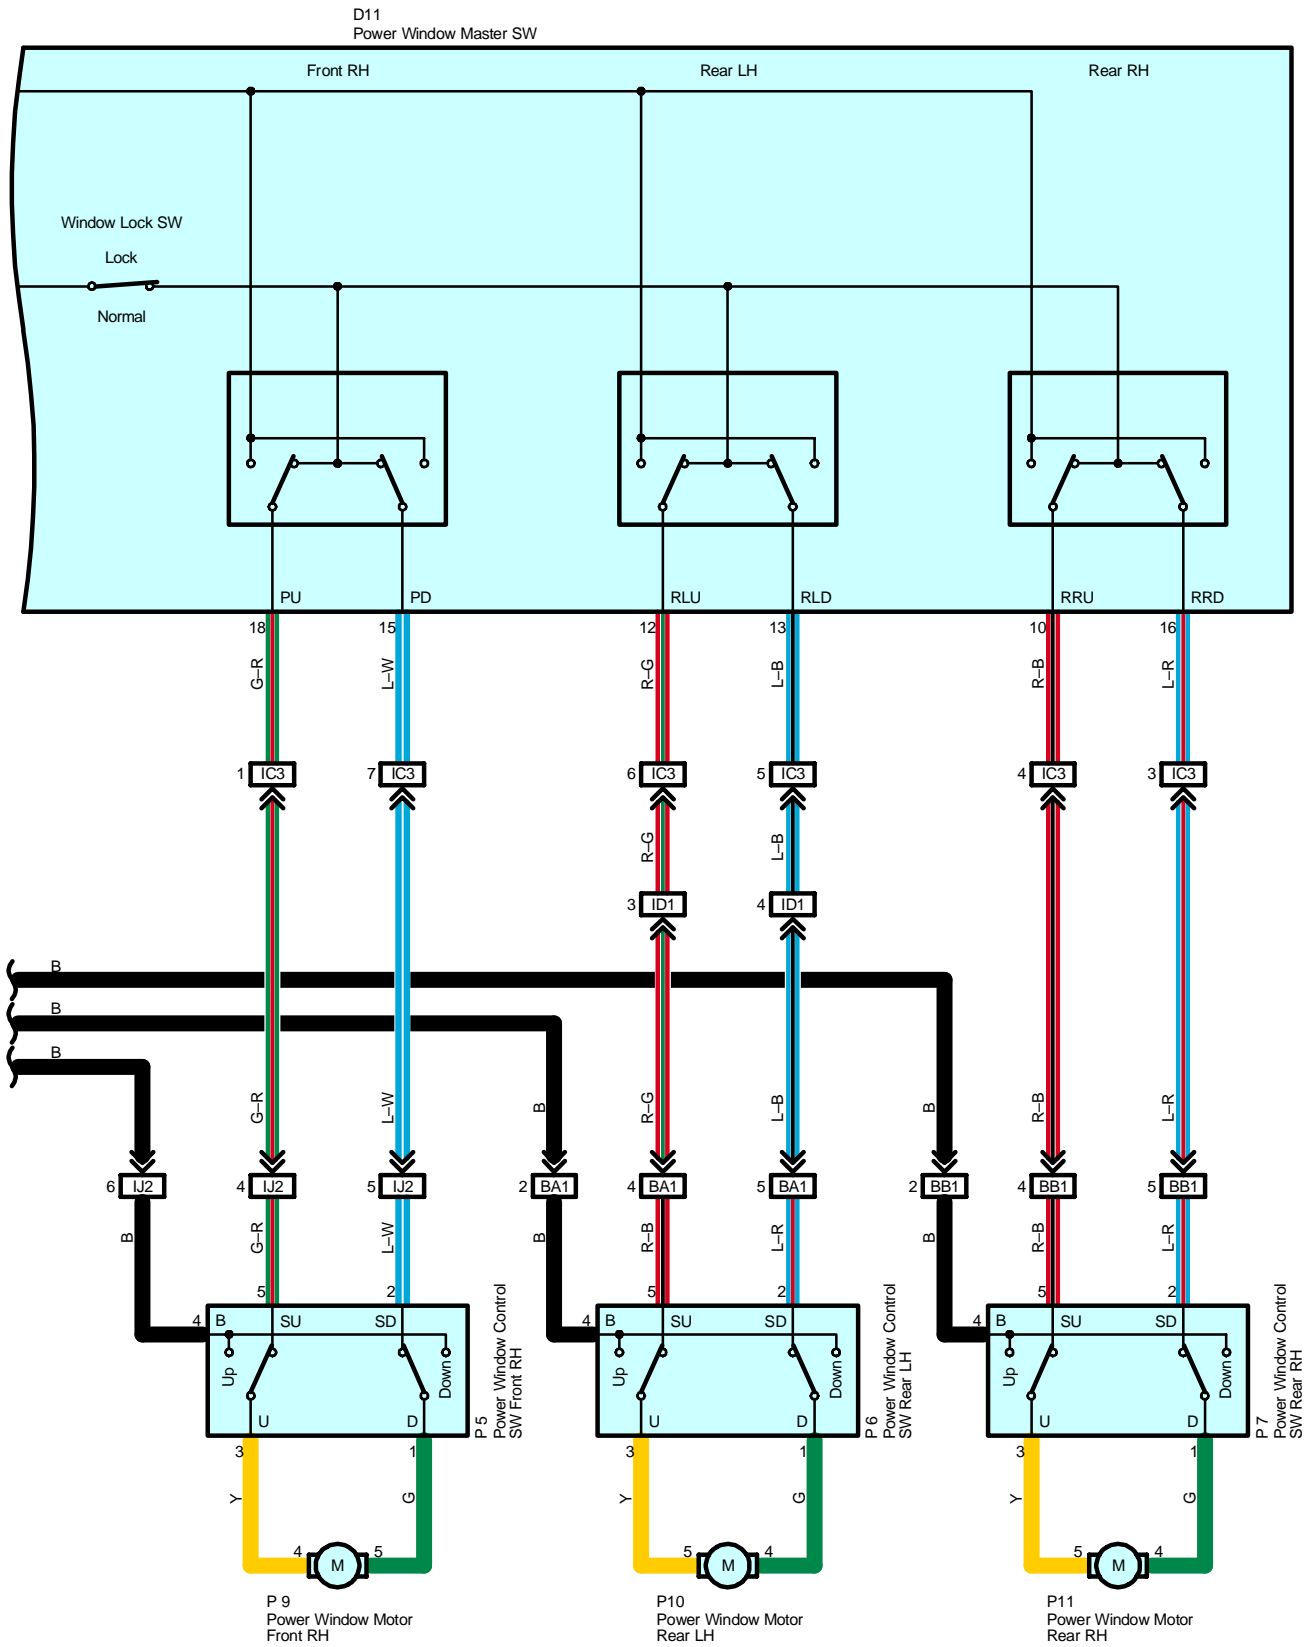 D11
Power Window Master SW
Front RH
Rear LH
Rear RH
Window Lock SW
Lock
Normal
PU
PD
RLU
RLD
RRU
RRD
18
15
12
13
10
16
G–R
L–W
R–G
L–B
R–B
L–R
1 IC3
7 IC3
6 IC3
5 IC3
4 IC3
3 IC3
R–G
L–B
3 ID1
4 ID1
B
B
B
G–R
L–W
B
R–G
L–B
B
R–B
L–R
6 IJ2
4 IJ2
5 IJ2
2 BA1
4 BA1
5 BA1
2 BB1
4 BB1
5 BB1
B
G–R
L–W
B
R–B
L–R
B
R–B
L–R
5
2
5
2
5
2
4 B
SU
SD
4 B
SU
SD
4 B
SU
SD
Up
Down
Up
Down
Up
Down
U
D
U
D
U
D
P 5
Power Window Control
SW Front RH
P 6
Power Window Control
SW Rear LH
P 7
Power Window Control
SW Rear RH
3
1
3
1
3
1
Y
G
Y
G
Y
G
4 M 5
5 M 4
5 M 4
P 9
Power Window Motor
Front RH
P10
Power Window Motor
Rear LH
P11
Power Window Motor
Rear RH